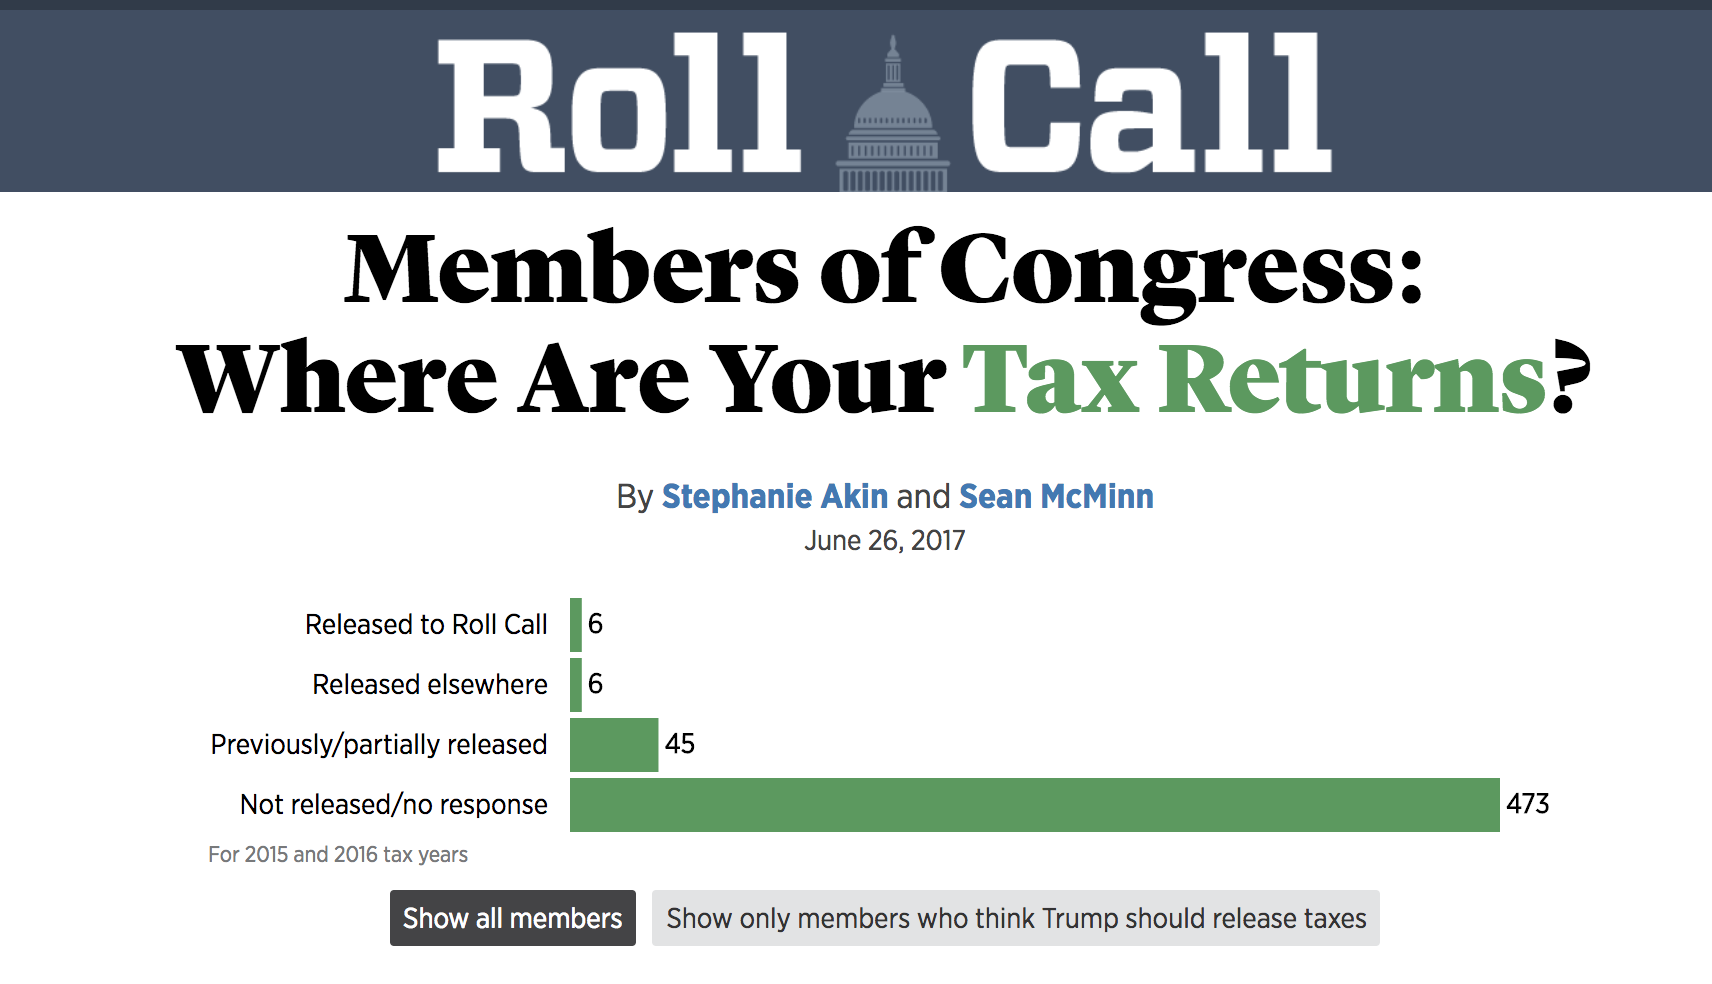 Roll Call
Members of Congress:
Where Are Your Tax Returns?
By Stephanie Akin and Sean McMinn
June 26, 2017
Released to Roll Call 6
Released elsewhere 6
Previously/partially released 45
Not released/no response 473
For 2015 and 2016 tax years
Show all members Show only members who think Trump should release taxes